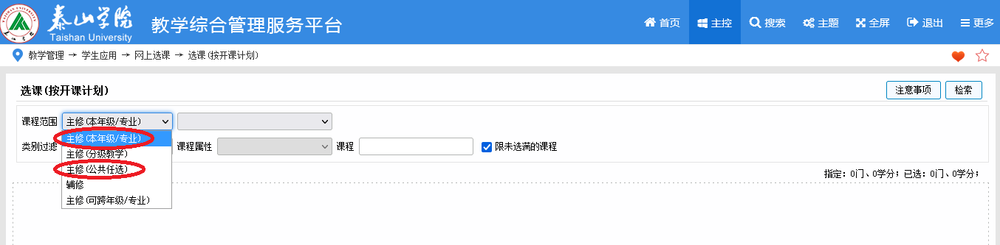 泰山学院
Taishan University
教学综合管理服务平台
首页 主控 搜索 主题 全屏 退出 更多
教学管理 → 学生应用 → 网上选课 → 选课(按开课计划)
选课(按开课计划)
注意事项 检索
课程范围 主修(本年级/专业)
主修(本年级/专业)
类别过滤 课程属性 课程 限未选满的课程
主修(分级教学)
主修(公共任选)
指定：0门、0学分；已选：0门、0学分；
辅修
主修(可跨年级/专业)